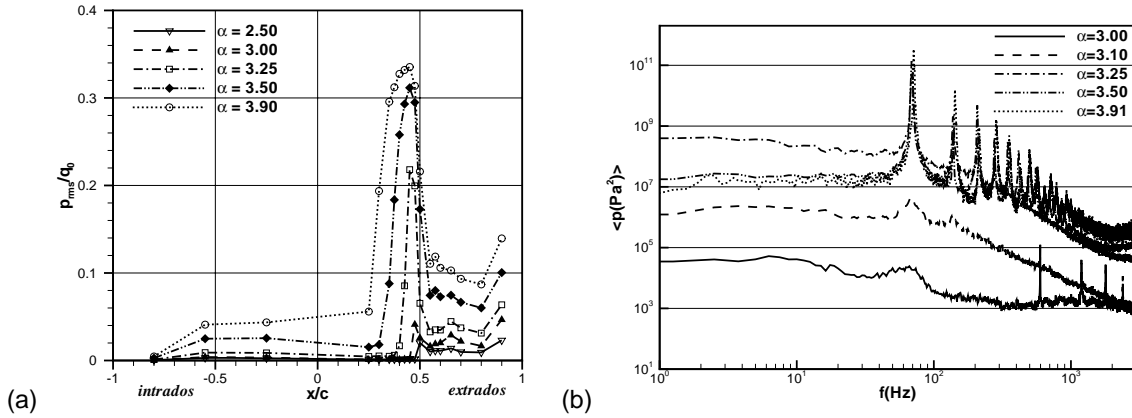 α = 2.50
α = 3.00
α = 3.25
α = 3.50
α = 3.90
0.4
0.3
0.2
0.1
0
p_rms/q_0
-1
-0.5
0
0.5
1
intrados
x/c
extrados
(a)
α=3.00
α=3.10
α=3.25
α=3.50
α=3.91
10^11
10^9
10^7
10^5
10^3
10^1
<p(Pa^2)>
10^0
10^1
10^2
10^3
f(Hz)
(b)